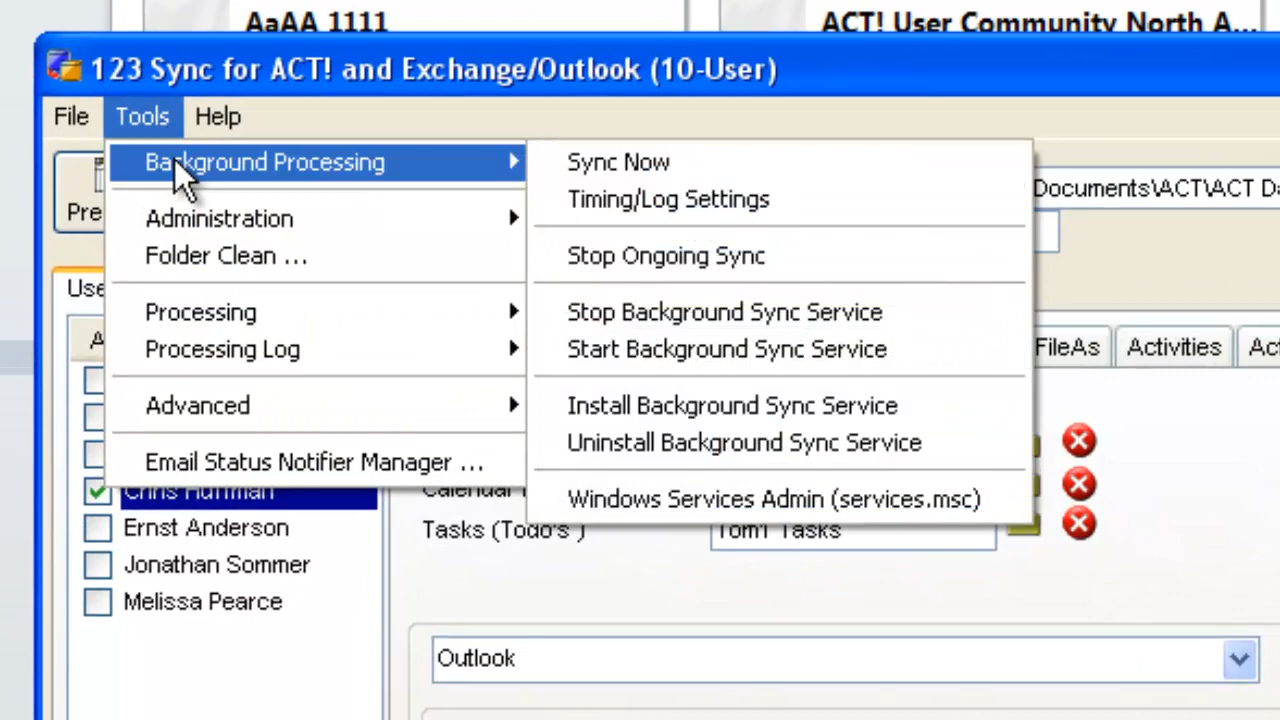 AaAA 1111
ACT! User Community North A...
123 Sync for ACT! and Exchange/Outlook (10-User)
File Tools Help
Background Processing
Sync Now
Documents\ACT\ACT Da
Timing/Log Settings
Pre
Administration
Folder Clean ...
Stop Ongoing Sync
Use
Processing
Stop Background Sync Service
Processing Log
Start Background Sync Service
A
FileAs Activities Act
Advanced
Install Background Sync Service
Uninstall Background Sync Service
Email Status Notifier Manager ...
Windows Services Admin (services.msc)
Chris Huffman
Calendar
Ernst Anderson
Tasks (Todo's )
Tom1 Tasks
Jonathan Sommer
Melissa Pearce
Outlook